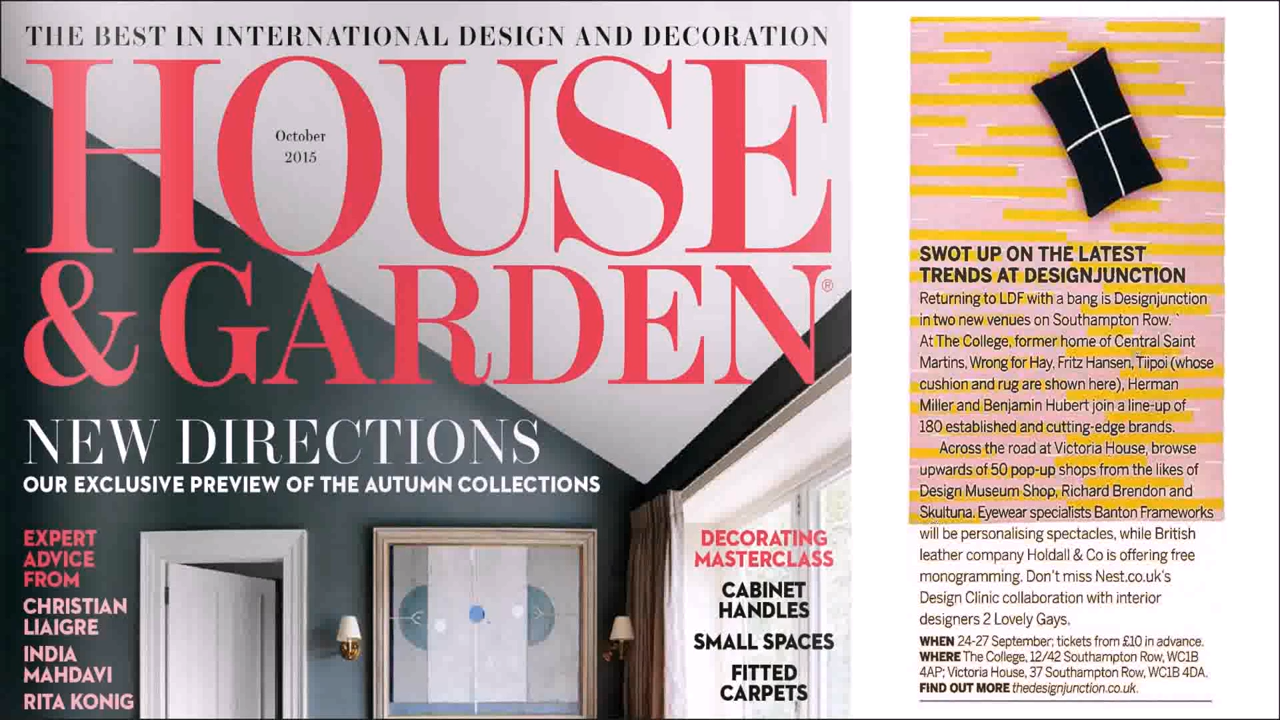 THE BEST IN INTERNATIONAL DESIGN AND DECORATION
HOUSE
October
2015
& GARDEN®
NEW DIRECTIONS
OUR EXCLUSIVE PREVIEW OF THE AUTUMN COLLECTIONS
EXPERT
ADVICE
FROM
CHRISTIAN
LIAIGRE
INDIA
MAHDAVI
RITA KONIG
DECORATING
MASTERCLASS
CABINET
HANDLES
SMALL SPACES
FITTED
CARPETS
SWOT UP ON THE LATEST
TRENDS AT DESIGNJUNCTION
Returning to LDF with a bang is Designjunction
in two new venues on Southampton Row.
At The College, former home of Central Saint
Martins, Wrong for Hay, Fritz Hansen, Tiipoi (whose
cushion and rug are shown here), Herman
Miller and Benjamin Hubert join a line-up of
180 established and cutting-edge brands.
Across the road at Victoria House, browse
upwards of 50 pop-up shops from the likes of
Design Museum Shop, Richard Brendon and
Skultuna. Eyewear specialists Banton Frameworks
will be personalising spectacles, while British
leather company Holdall & Co is offering free
monogramming. Don't miss Nest.co.uk's
Design Clinic collaboration with interior
designers 2 Lovely Gays.
WHEN 24-27 September; tickets from £10 in advance.
WHERE The College, 12/42 Southampton Row, WC1B
4AP; Victoria House, 37 Southampton Row, WC1B 4DA.
FIND OUT MORE thedesignjunction.co.uk.